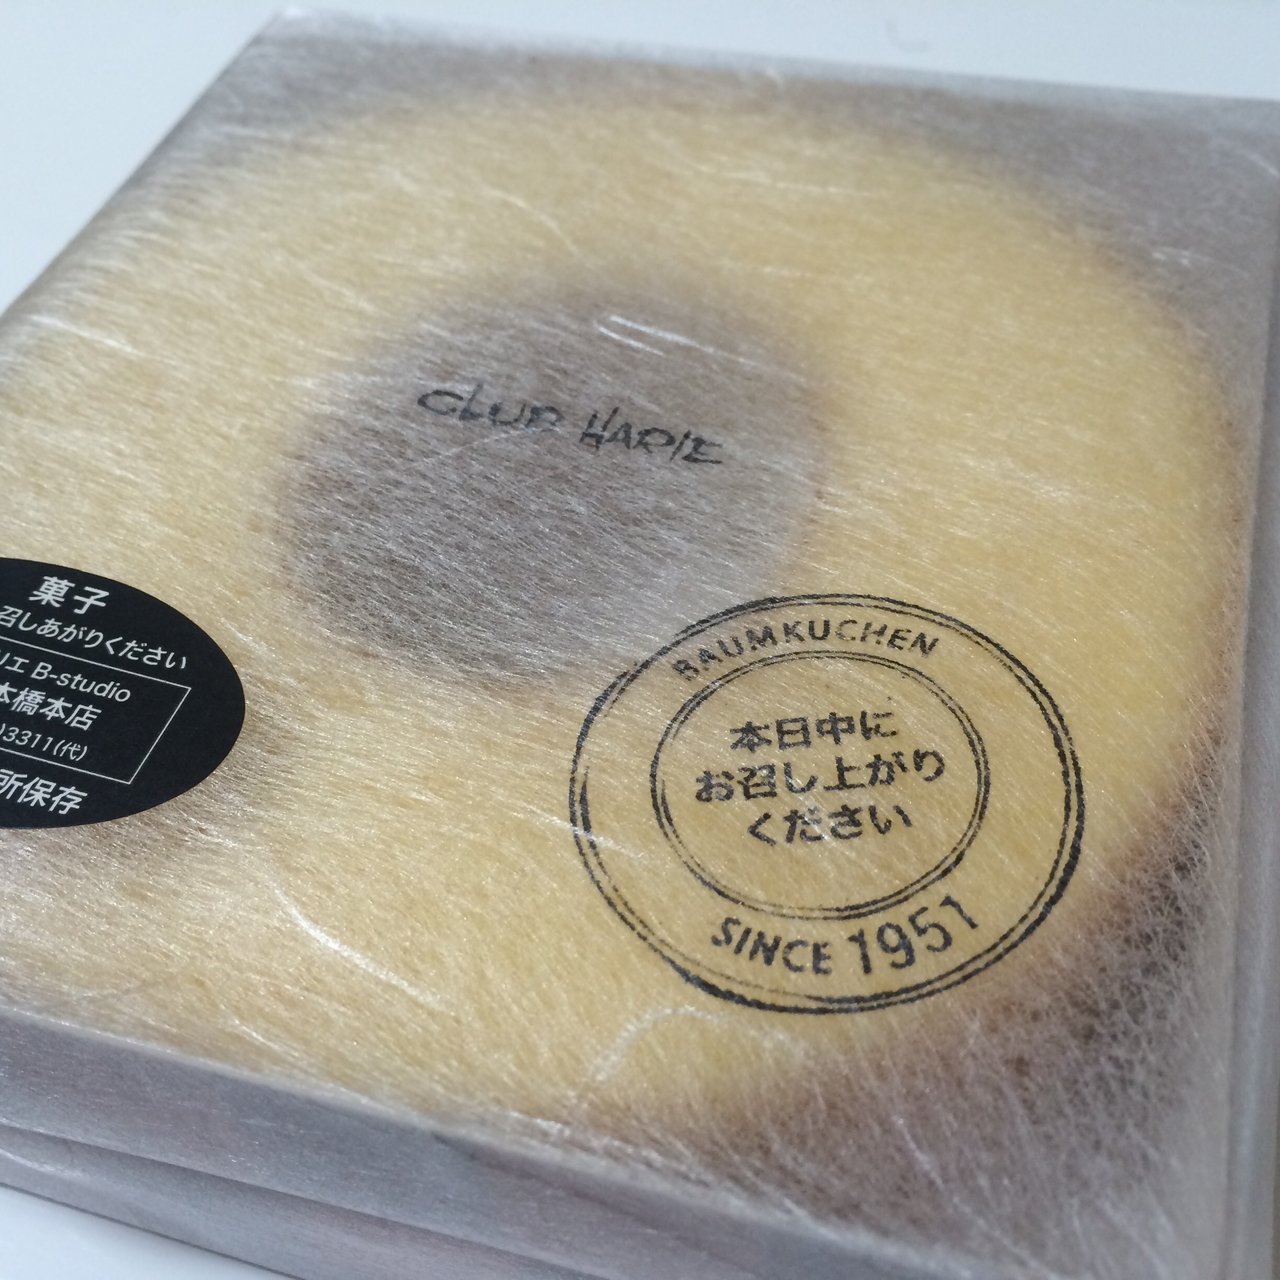 CLUB HARIE
菓子
召しあがりください
リエ B-studio
本橋本店
)3311(代)
所保存
BAUMKUCHEN
本日中に
お召し上がり
ください
SINCE 1951